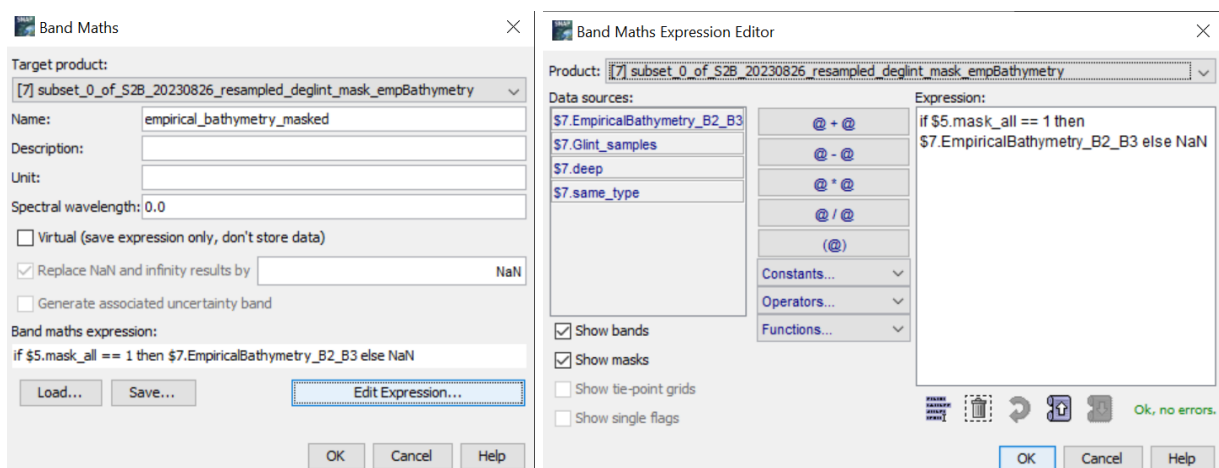 Band Maths
Target product:
[7] subset_0_of_S2B_20230826_resampled_deglint_mask_empBathymetry
Name: empirical_bathymetry_masked
Description:
Unit:
Spectral wavelength: 0.0
Virtual (save expression only, don't store data)
Replace NaN and infinity results by NaN
Generate associated uncertainty band
Band maths expression:
if $5.mask_all == 1 then $7.EmpiricalBathymetry_B2_B3 else NaN
Load... Save... Edit Expression...
OK Cancel Help
Band Maths Expression Editor
Product: [7] subset_0_of_S2B_20230826_resampled_deglint_mask_empBathymetry
Data sources:
$7.EmpiricalBathymetry_B2_B3
$7.Glint_samples
$7.deep
$7.same_type
@ + @
@ - @
@ * @
@ / @
(@)
Constants...
Operators...
Functions...
Expression:
if $5.mask_all == 1 then
$7.EmpiricalBathymetry_B2_B3 else NaN
Show bands
Show masks
Show tie-point grids
Show single flags
Ok, no errors.
OK Cancel Help